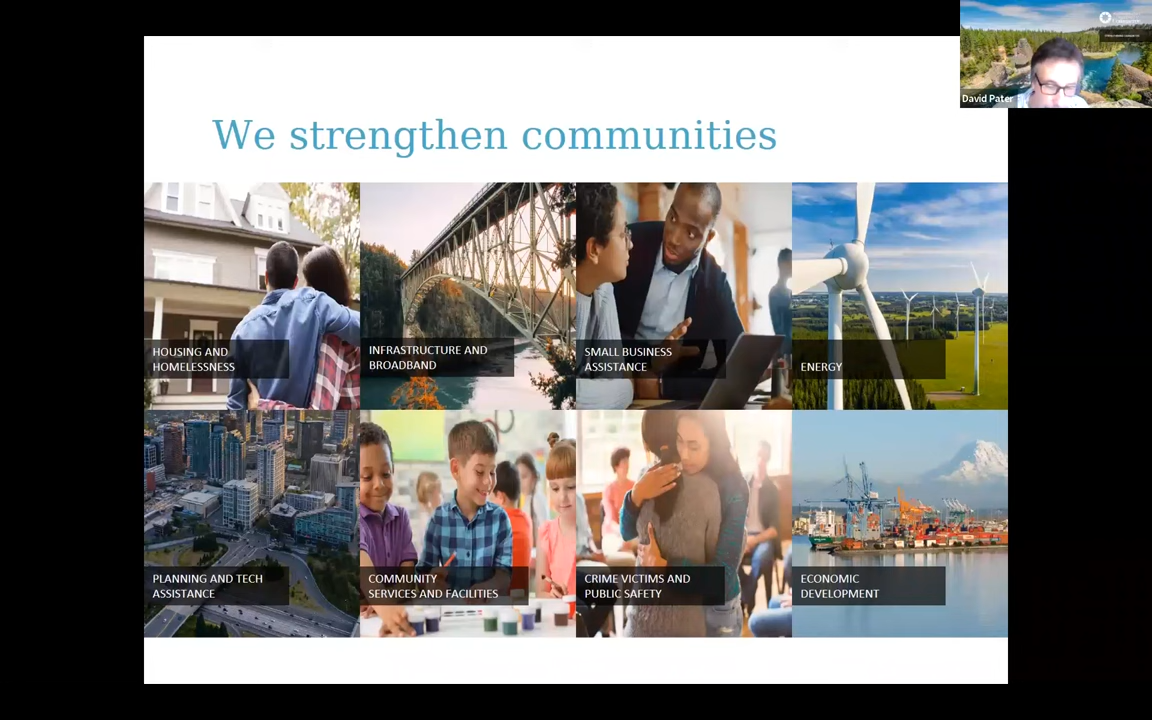 We strengthen communities
David Pater
HOUSING AND
HOMELESSNESS
INFRASTRUCTURE AND
BROADBAND
SMALL BUSINESS
ASSISTANCE
ENERGY
PLANNING AND TECH
ASSISTANCE
COMMUNITY
SERVICES AND FACILITIES
CRIME VICTIMS AND
PUBLIC SAFETY
ECONOMIC
DEVELOPMENT